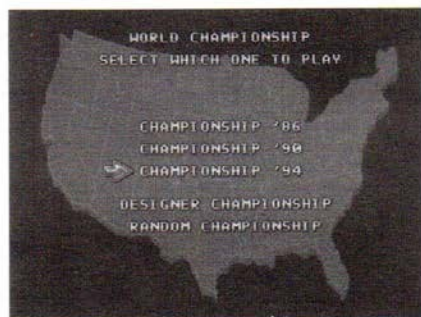 WORLD CHAMPIONSHIP
SELECT WHICH ONE TO PLAY
CHAMPIONSHIP '86
CHAMPIONSHIP '90
CHAMPIONSHIP '94
DESIGNER CHAMPIONSHIP
RANDOM CHAMPIONSHIP